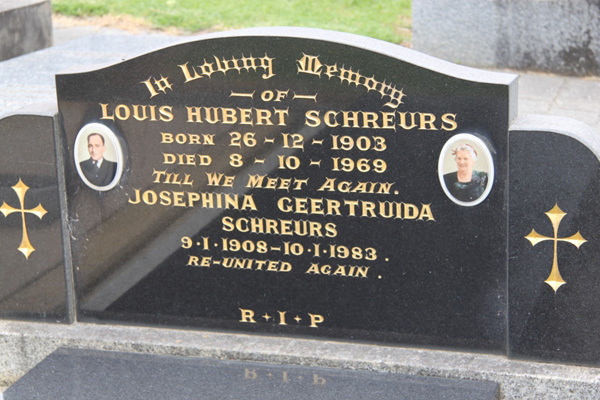 In Loving Memory
— OF —
LOUIS HUBERT SCHREURS
BORN 26-12-1903
DIED 8-10-1969
TILL WE MEET AGAIN.
JOSEPHINA GEERTRUIDA
SCHREURS
9·1·1908-10·1·1983.
RE-UNITED AGAIN.
R·I·P
R·I·P